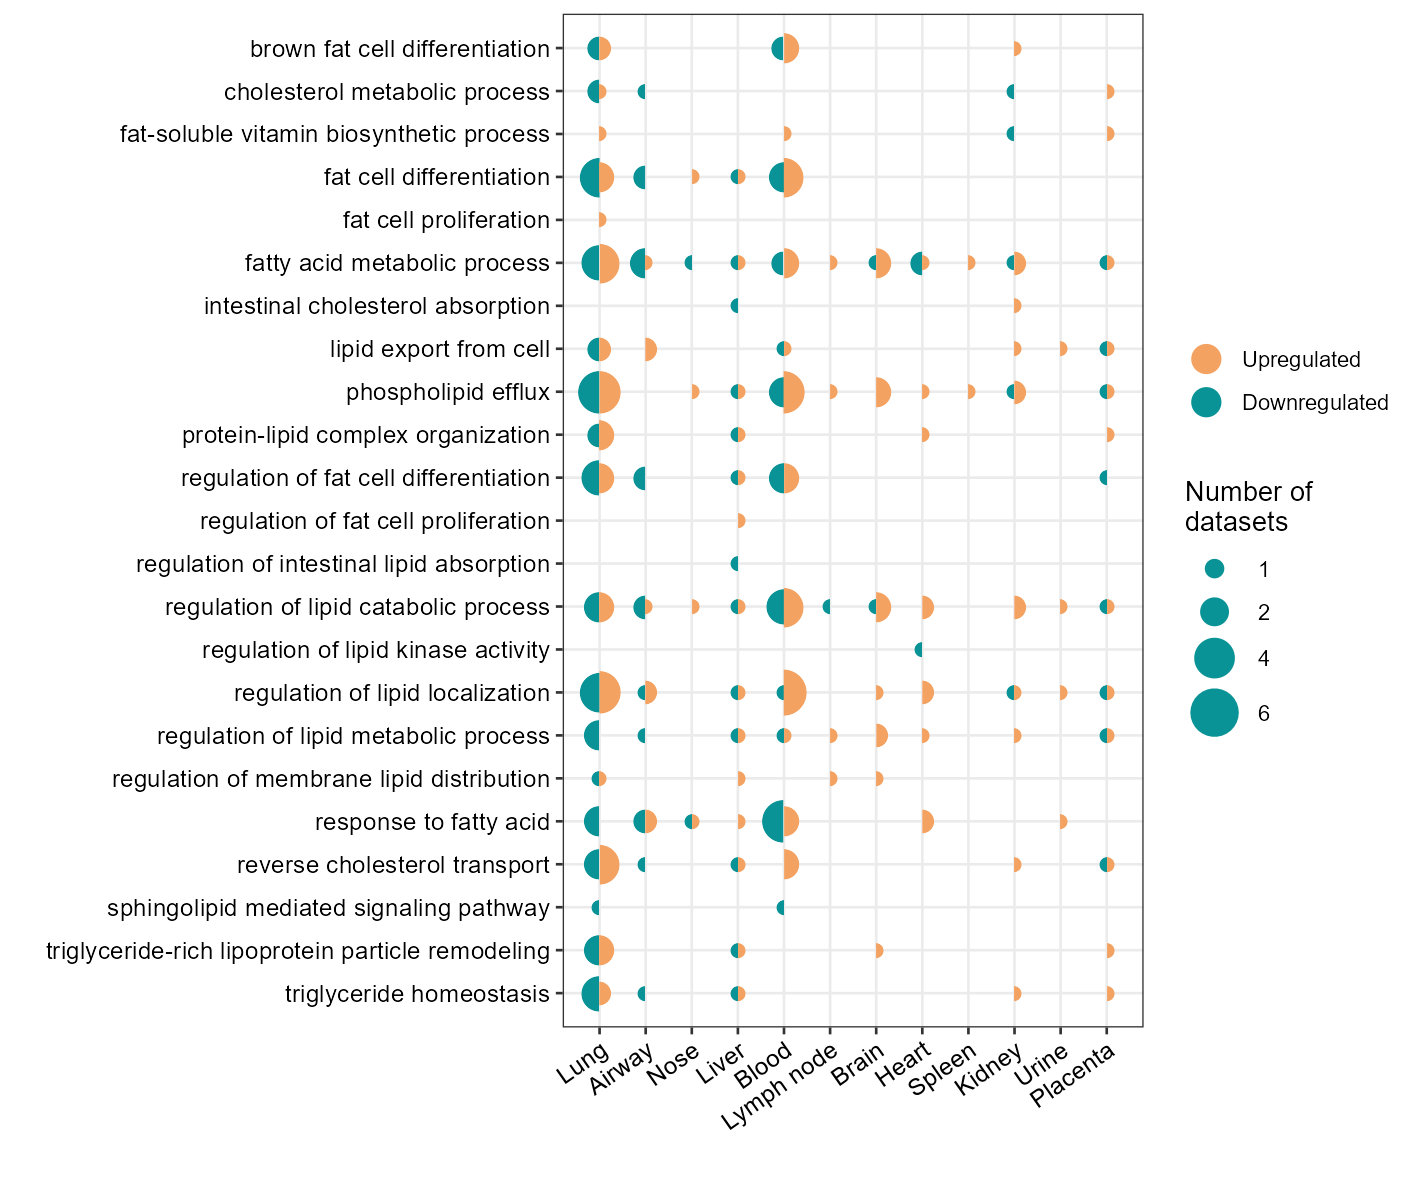 brown fat cell differentiation
cholesterol metabolic process
fat-soluble vitamin biosynthetic process
fat cell differentiation
fat cell proliferation
fatty acid metabolic process
intestinal cholesterol absorption
lipid export from cell
phospholipid efflux
protein-lipid complex organization
regulation of fat cell differentiation
regulation of fat cell proliferation
regulation of intestinal lipid absorption
regulation of lipid catabolic process
regulation of lipid kinase activity
regulation of lipid localization
regulation of lipid metabolic process
regulation of membrane lipid distribution
response to fatty acid
reverse cholesterol transport
sphingolipid mediated signaling pathway
triglyceride-rich lipoprotein particle remodeling
triglyceride homeostasis
Lung
Airway
Nose
Liver
Blood
Lymph node
Brain
Heart
Spleen
Kidney
Urine
Placenta
Upregulated
Downregulated
Number of
datasets
1
2
4
6